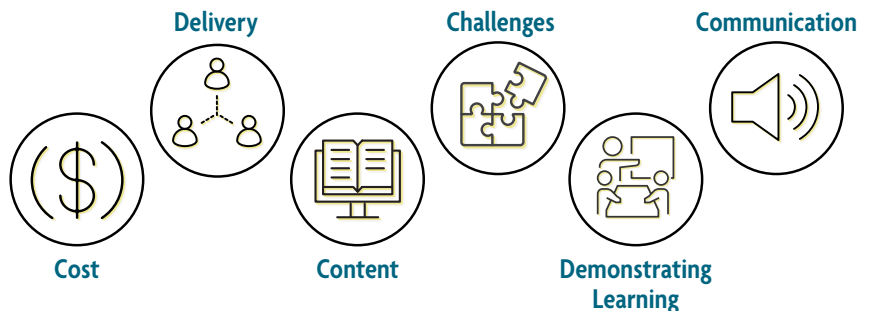 Delivery
Challenges
Communication
Cost
Content
Demonstrating
Learning